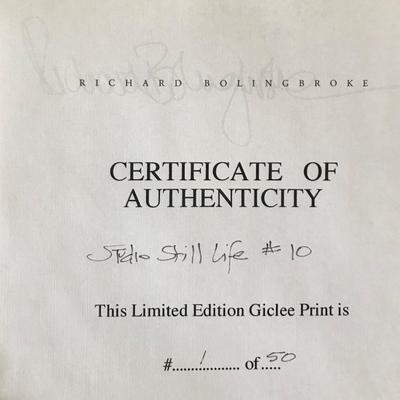 RICHARD BOLINGBROKE
CERTIFICATE OF
AUTHENTICITY
Studio Still Life # 10
This Limited Edition Giclee Print is
#.......1.......... of.50....